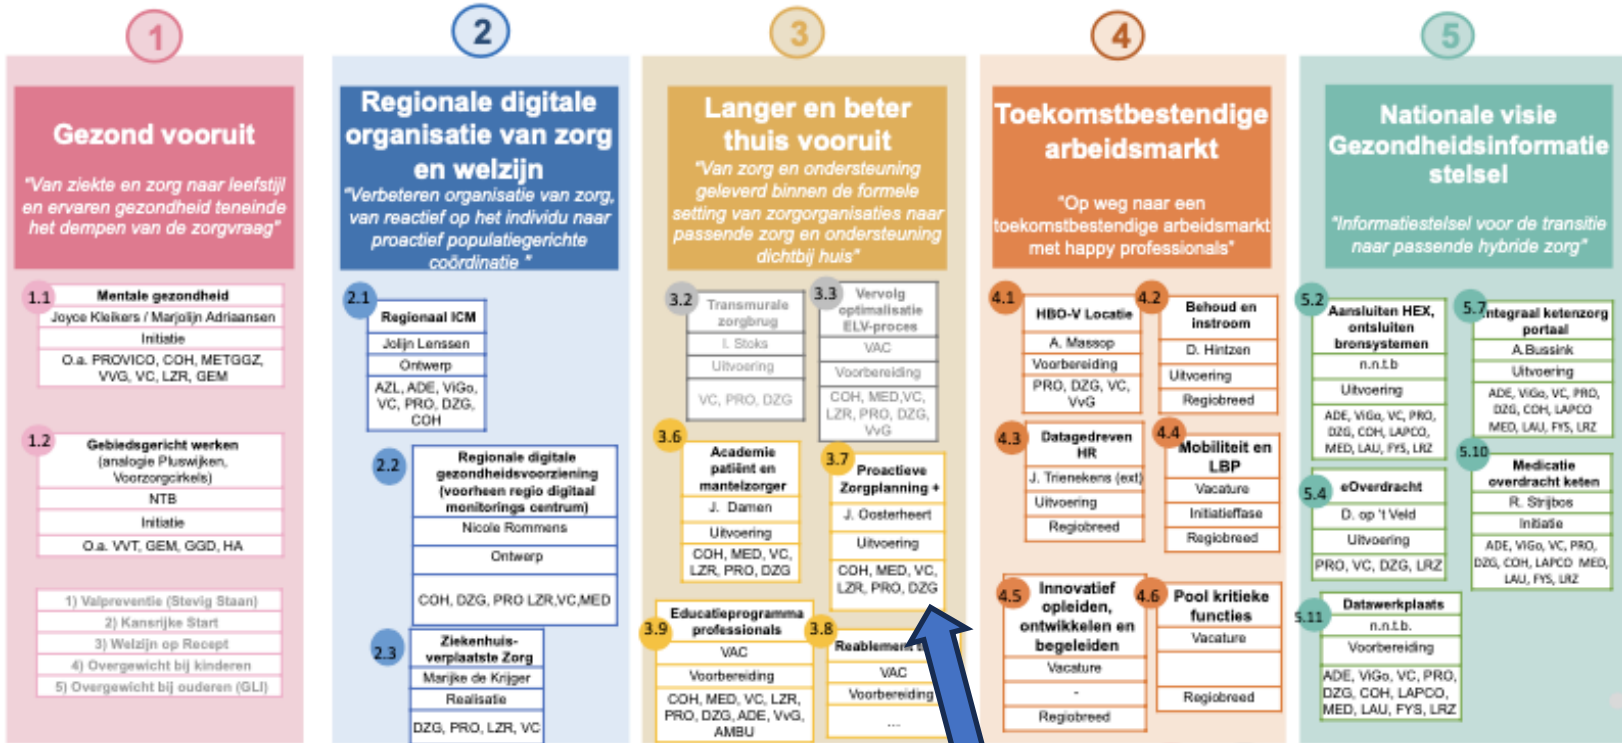 1
Gezond vooruit
"Van ziekte en zorg naar leefstijl
en ervaren gezondheid teneinde
het dempen van de zorgvraag"
1.1
Mentale gezondheid
Joyce Kleikers / Marjolijn Adriaansen
Initiatie
O.a. PROVICO, COH, METGGZ,
VVG, VC, LZR, GEM
1.2
Gebiedsgericht werken
(analogie Pluswijken,
Voorzorgcirkels)
NTB
Initiatie
O.a. VVT, GEM, GGD, HA
1) Valpreventie (Stevig Staan)
2) Kansrijke Start
3) Welzijn op Recept
4) Overgewicht bij kinderen
5) Overgewicht bij ouderen (GLI)
2
Regionale digitale
organisatie van zorg
en welzijn
"Verbeteren organisatie van zorg,
van reactief op het individu naar
proactief populatiegerichte
coördinatie "
2.1
Regionaal ICM
Jolijn Lenssen
Ontwerp
AZL, ADE, ViGo,
VC, PRO, DZG,
COH
2.2
Regionale digitale
gezondheidsvoorziening
(voorheen regio digitaal
monitorings centrum)
Nicole Rommens
Ontwerp
COH, DZG, PRO LZR,VC,MED
2.3
Ziekenhuis-
verplaatste Zorg
Marijke de Krijger
Realisatie
DZG, PRO, LZR, VC
3
Langer en beter
thuis vooruit
"Van zorg en ondersteuning
geleverd binnen de formele
setting van zorgorganisaties naar
passende zorg en ondersteuning
dichtbij huis"
3.2
Transmurale
zorgbrug
I. Stoks
Uitvoering
VC, PRO, DZG
3.3
Vervolg
optimalisatie
ELV-proces
VAC
Voorbereiding
COH, MED,VC,
LZR, PRO, DZG,
VvG
3.6
Academie
patiënt en
mantelzorger
J. Damen
Uitvoering
COH, MED, VC,
LZR, PRO, DZG
3.7
Proactieve
Zorgplanning +
J. Oosterheert
Uitvoering
COH, MED, VC,
LZR, PRO, DZG
3.9
Educatieprogramma
professionals
VAC
Voorbereiding
COH, MED, VC, LZR,
PRO, DZG, ADE, VvG,
AMBU
3.8
Reablement
VAC
Voorbereiding
...
4
Toekomstbestendige
arbeidsmarkt
"Op weg naar een
toekomstbestendige arbeidsmarkt
met happy professionals"
4.1
HBO-V Locatie
A. Massop
Voorbereiding
PRO, DZG, VC,
VvG
4.2
Behoud en
instroom
D. Hintzen
Uitvoering
Regiobreed
4.3
Datagedreven
HR
J. Trienekens (ext)
Uitvoering
Regiobreed
4.4
Mobiliteit en
LBP
Vacature
Initiatieffase
Regiobreed
4.5
Innovatief
opleiden,
ontwikkelen en
begeleiden
Vacature
-
Regiobreed
4.6
Pool kritieke
functies
Vacature
Regiobreed
5
Nationale visie
Gezondheidsinformatie
stelsel
"Informatiestelsel voor de transitie
naar passende hybride zorg"
5.2
Aansluiten HEX,
ontsluiten
bronsystemen
n.n.t.b
Uitvoering
ADE, ViGo, VC, PRO,
DZG, COH, LAPCO,
MED, LAU, FYS, LRZ
5.7
Integraal ketenzorg
portaal
A.Bussink
Uitvoering
ADE, ViGo, VC, PRO,
DZG, COH, LAPCO
MED, LAU, FYS, LRZ
5.4
eOverdracht
D. op 't Veld
Uitvoering
PRO, VC, DZG, LRZ
5.10
Medicatie
overdracht keten
R. Strijbos
Initiatie
ADE, ViGo, VC, PRO,
DZG, COH, LAPCO MED,
LAU, FYS, LRZ
5.11
Datawerkplaats
n.n.t.b.
Voorbereiding
ADE, ViGo, VC, PRO,
DZG, COH, LAPCO,
MED, LAU, FYS, LRZ